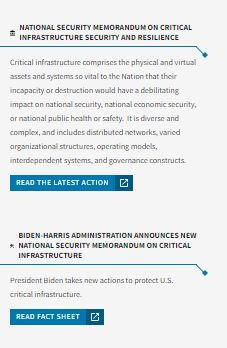 NATIONAL SECURITY MEMORANDUM ON CRITICAL
INFRASTRUCTURE SECURITY AND RESILIENCE
Critical infrastructure comprises the physical and virtual
assets and systems so vital to the Nation that their
incapacity or destruction would have a debilitating
impact on national security, national economic security,
or national public health or safety. It is diverse and
complex, and includes distributed networks, varied
organizational structures, operating models,
interdependent systems, and governance constructs.
READ THE LATEST ACTION
BIDEN-HARRIS ADMINISTRATION ANNOUNCES NEW
NATIONAL SECURITY MEMORANDUM ON CRITICAL
INFRASTRUCTURE
President Biden takes new actions to protect U.S.
critical infrastructure.
READ FACT SHEET